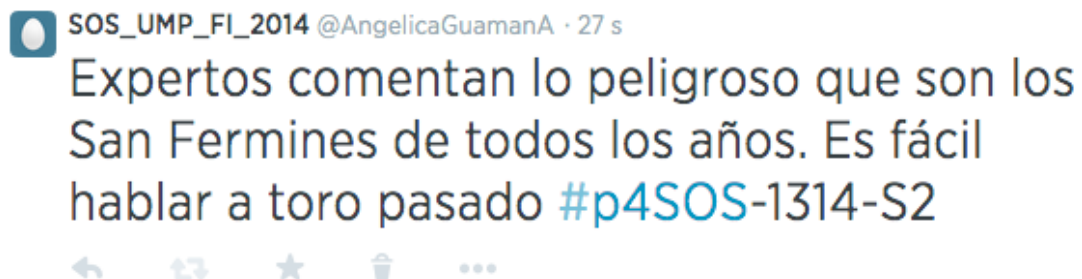 SOS_UMP_FI_2014 @AngelicaGuamanA · 27 s
Expertos comentan lo peligroso que son los
San Fermines de todos los años. Es fácil
hablar a toro pasado #p4SOS-1314-S2